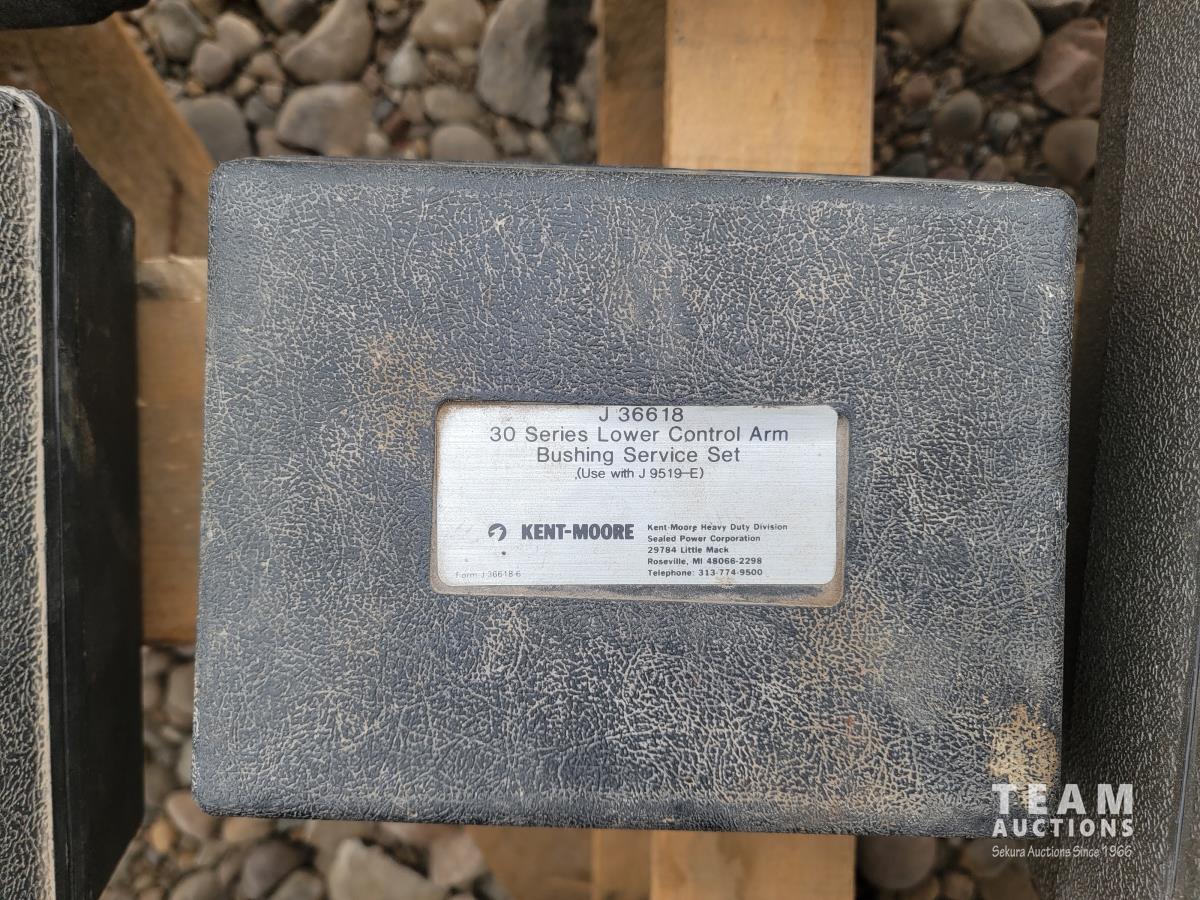 J 36618
30 Series Lower Control Arm
Bushing Service Set
(Use with J 9519-E)
KENT-MOORE
Kent-Moore Heavy Duty Division
Sealed Power Corporation
29784 Little Mack
Roseville, MI 48066-2298
Telephone: 313-774-9500
Form J 36618-6
TEAM
AUCTIONS
Sekura Auctions Since 1966